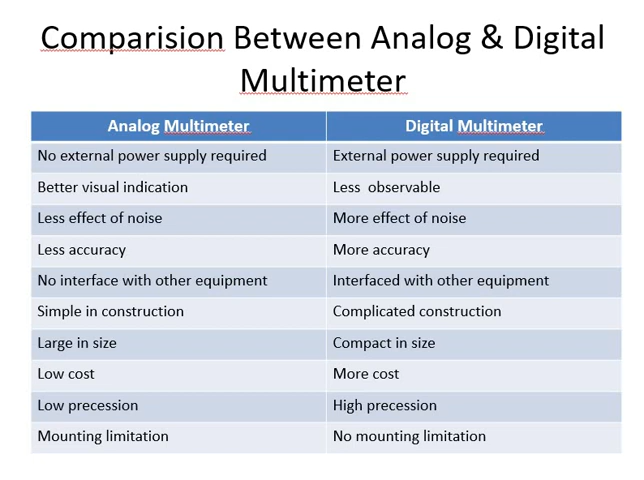 Comparision Between Analog & Digital
Multimeter
Analog Multimeter Digital Multimeter
No external power supply required External power supply required
Better visual indication Less observable
Less effect of noise More effect of noise
Less accuracy More accuracy
No interface with other equipment Interfaced with other equipment
Simple in construction Complicated construction
Large in size Compact in size
Low cost More cost
Low precession High precession
Mounting limitation No mounting limitation